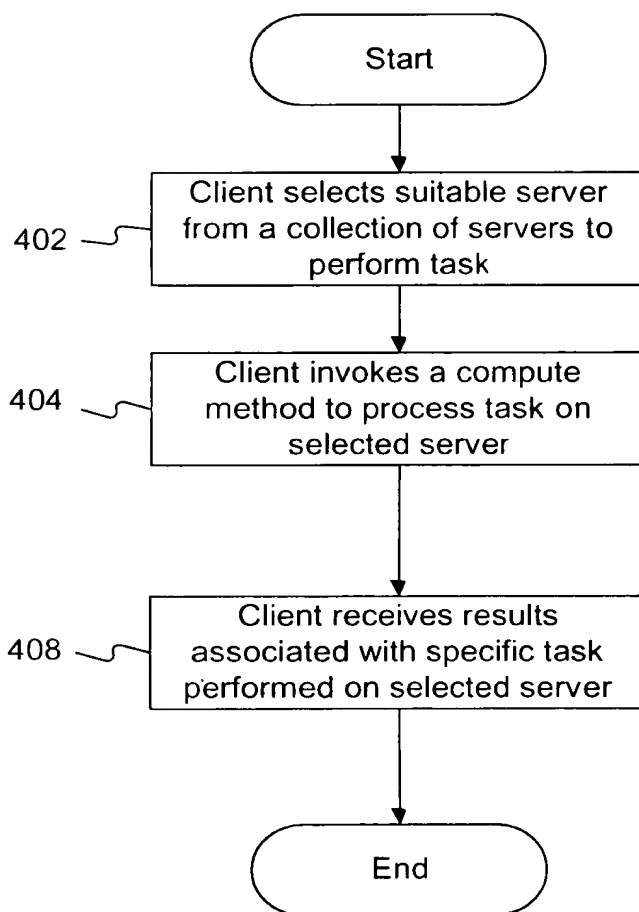 Start
Client selects suitable server
from a collection of servers to
perform task
402
Client invokes a compute
method to process task on
selected server
404
Client receives results
associated with specific task
performed on selected server
408
End